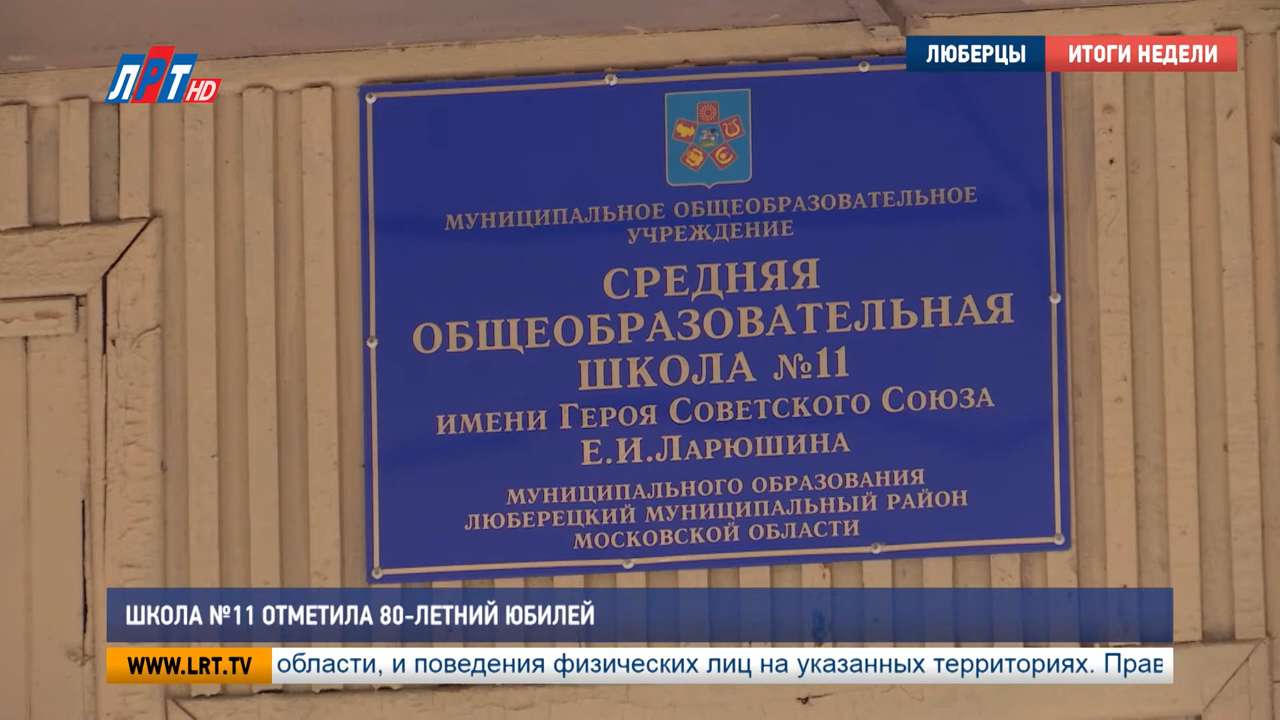 ЛРТ HD
ЛЮБЕРЦЫ ИТОГИ НЕДЕЛИ
МУНИЦИПАЛЬНОЕ ОБЩЕОБРАЗОВАТЕЛЬНОЕ
УЧРЕЖДЕНИЕ
СРЕДНЯЯ
ОБЩЕОБРАЗОВАТЕЛЬНАЯ
ШКОЛА №11
ИМЕНИ ГЕРОЯ СОВЕТСКОГО СОЮЗА
Е.И.ЛАРЮШИНА
МУНИЦИПАЛЬНОГО ОБРАЗОВАНИЯ
ЛЮБЕРЕЦКИЙ МУНИЦИПАЛЬНЫЙ РАЙОН
МОСКОВСКОЙ ОБЛАСТИ
ШКОЛА №11 ОТМЕТИЛА 80-ЛЕТНИЙ ЮБИЛЕЙ
WWW.LRT.TV области, и поведения физических лиц на указанных территориях. Прав